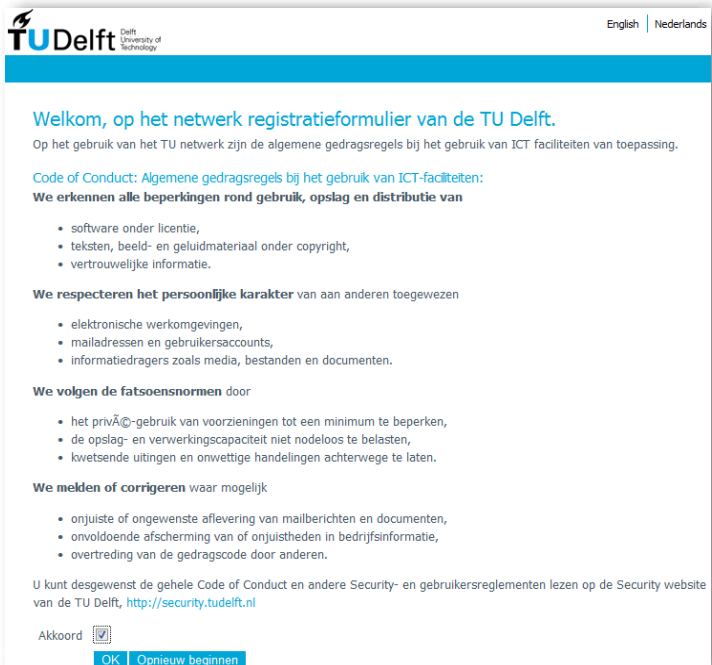 TUDelft
Delft
University of
Technology
English | Nederlands
Welkom, op het netwerk registratieformulier van de TU Delft.
Op het gebruik van het TU netwerk zijn de algemene gedragsregels bij het gebruik van ICT faciliteiten van toepassing.
Code of Conduct: Algemene gedragsregels bij het gebruik van ICT-faciliteiten:
We erkennen alle beperkingen rond gebruik, opslag en distributie van
• software onder licentie,
• teksten, beeld- en geluidmateriaal onder copyright,
• vertrouwelijke informatie.
We respecteren het persoonlijke karakter van aan anderen toegewezen
• elektronische werkomgevingen,
• mailadressen en gebruikersaccounts,
• informatiedragers zoals media, bestanden en documenten.
We volgen de fatsoensnormen door
• het privÃ©-gebruik van voorzieningen tot een minimum te beperken,
• de opslag- en verwerkingscapaciteit niet nodeloos te belasten,
• kwetsende uitingen en onwettige handelingen achterwege te laten.
We melden of corrigeren waar mogelijk
• onjuiste of ongewenste aflevering van mailberichten en documenten,
• onvoldoende afscherming van of onjuistheden in bedrijfsinformatie,
• overtreding van de gedragscode door anderen.
U kunt desgewenst de gehele Code of Conduct en andere Security- en gebruikersreglementen lezen op de Security website
van de TU Delft, http://security.tudelft.nl
Akkoord
OK Opnieuw beginnen